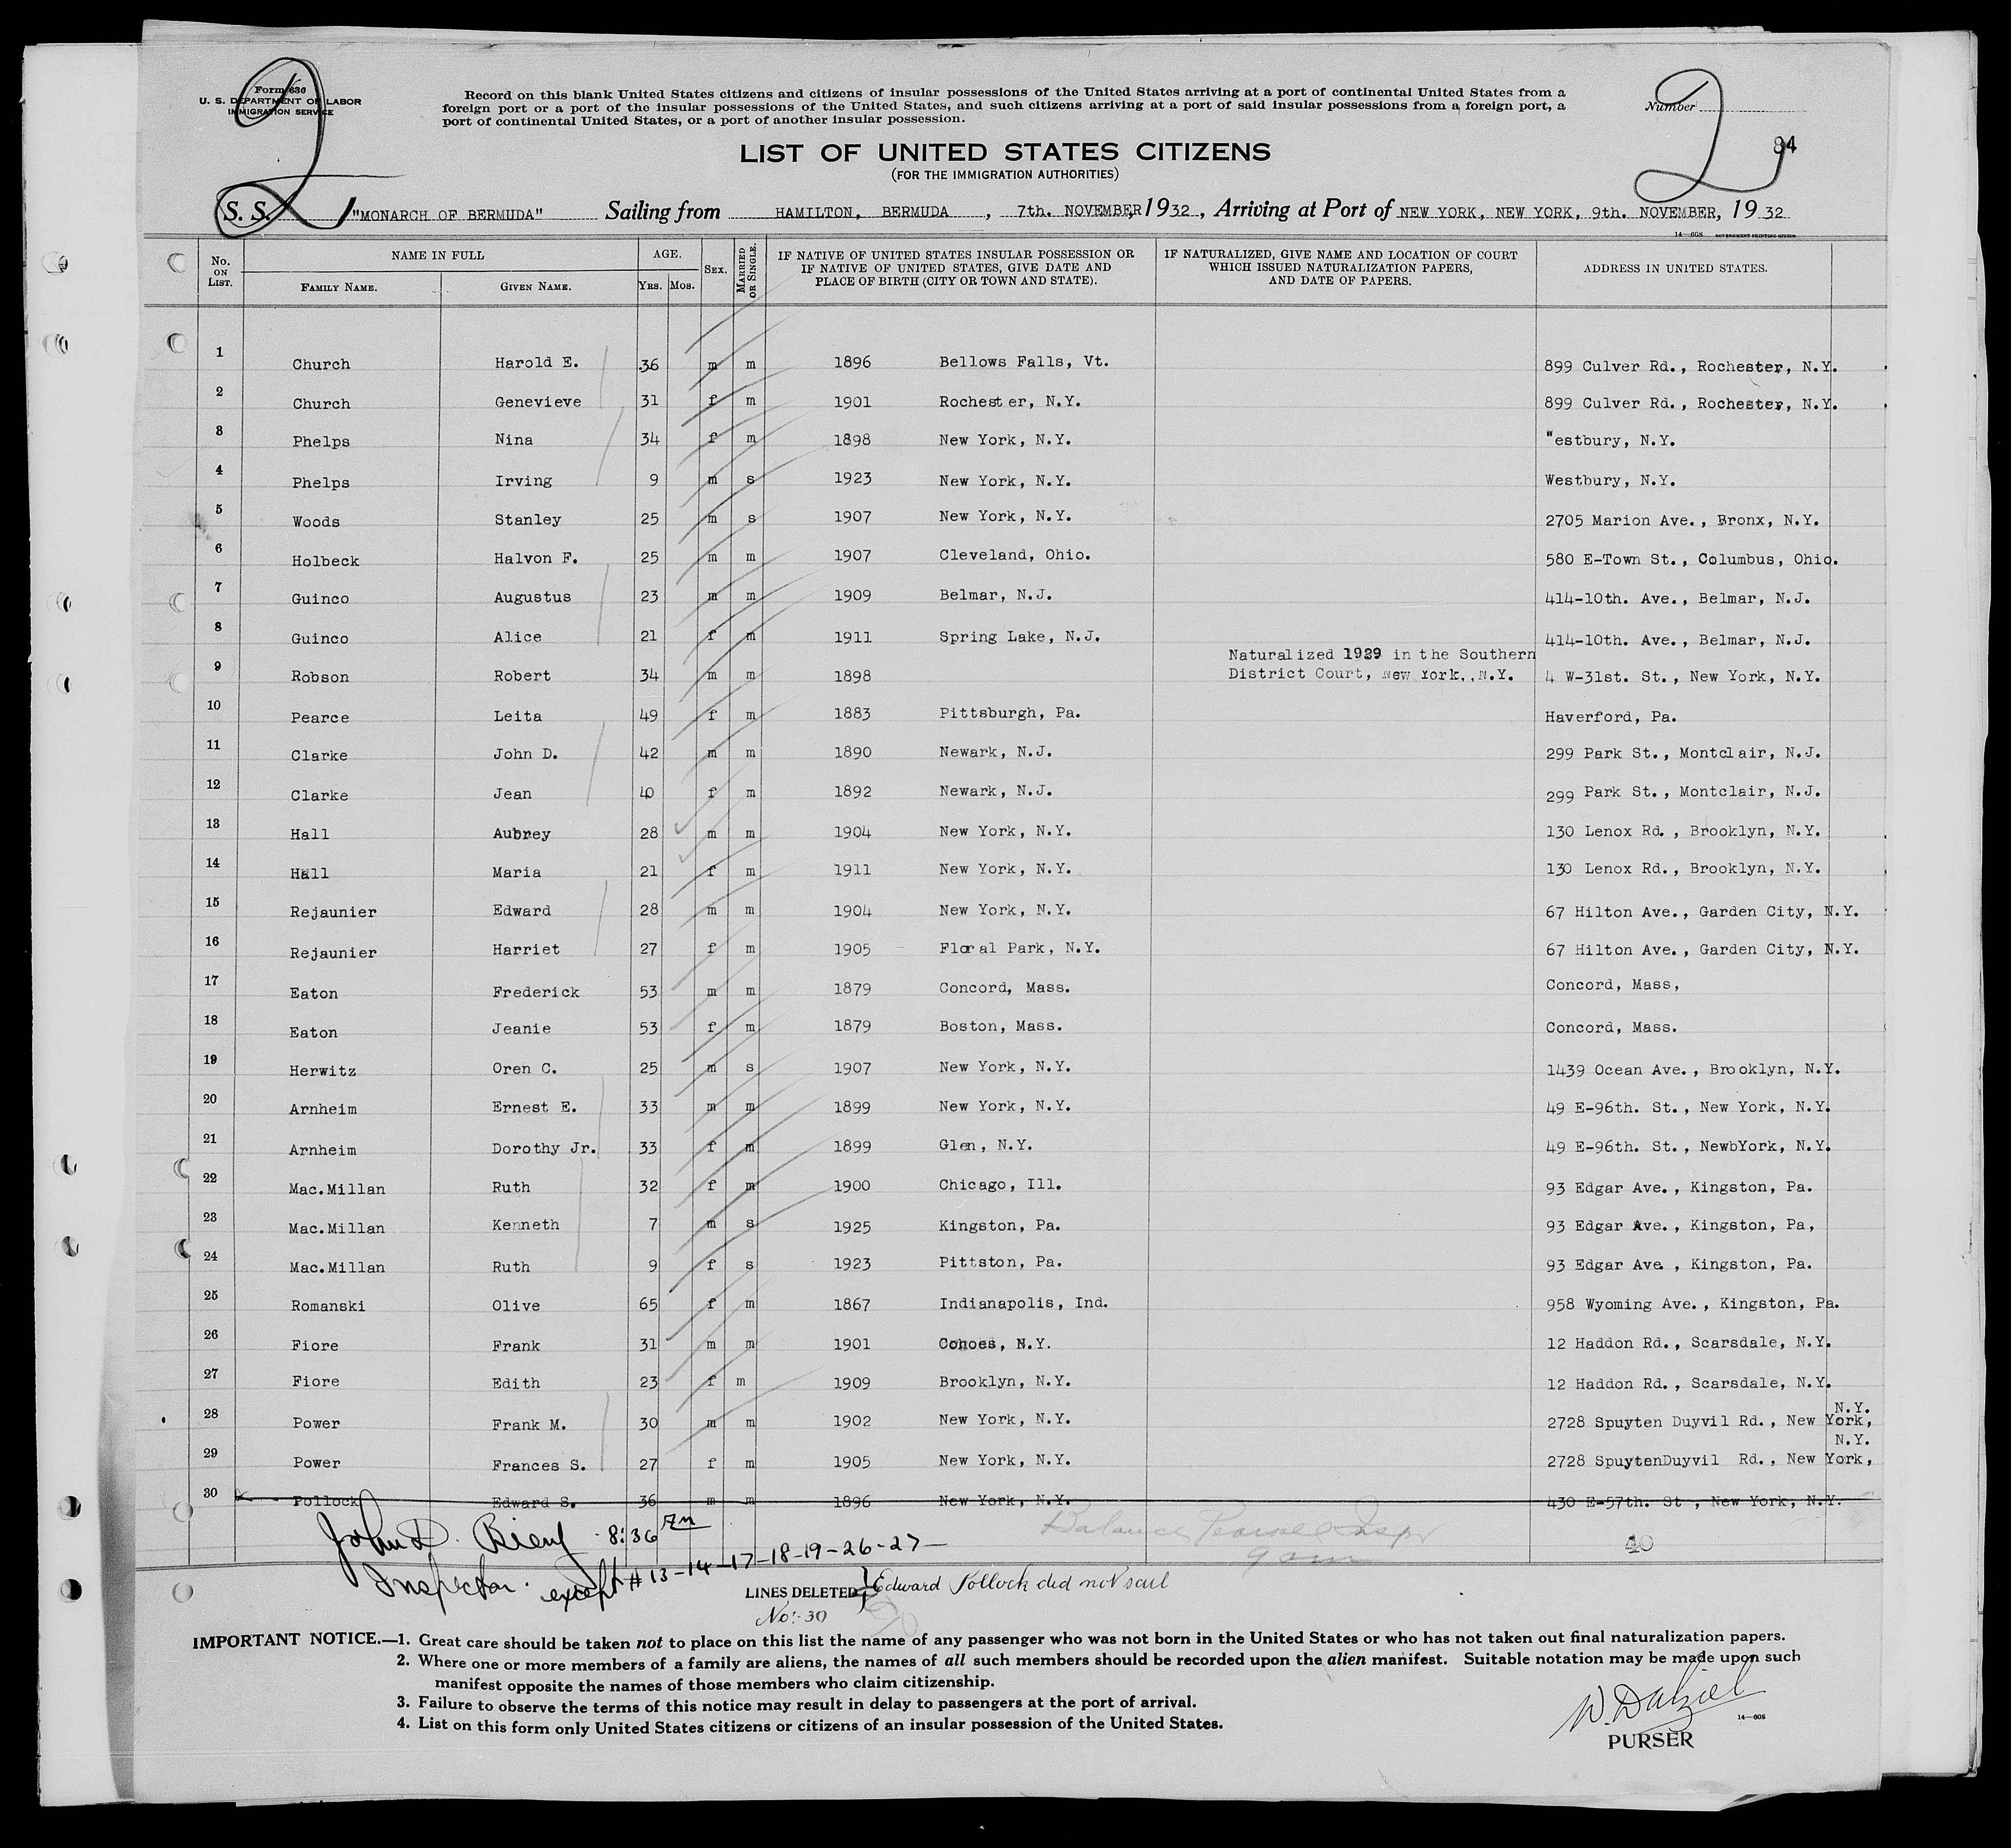 Form 630
U. S. DEPARTMENT OF LABOR
IMMIGRATION SERVICE
2
Record on this blank United States citizens and citizens of insular possessions of the United States arriving at a port of continental United States from a
foreign port or a port of the insular possessions of the United States, and such citizens arriving at a port of said insular possessions from a foreign port, a
port of continental United States, or a port of another insular possession.
Number 2
84
LIST OF UNITED STATES CITIZENS
(FOR THE IMMIGRATION AUTHORITIES)
S. S. "MONARCH OF BERMUDA" Sailing from HAMILTON, BERMUDA, 7th. NOVEMBER, 1932, Arriving at Port of NEW YORK, NEW YORK, 9th. NOVEMBER, 1932
14—608 GOVERNMENT PRINTING OFFICE
No. ON LIST. NAME IN FULL FAMILY NAME. GIVEN NAME. AGE. YRS. MOS. SEX. MARRIED OR SINGLE. IF NATIVE OF UNITED STATES INSULAR POSSESSION OR IF NATIVE OF UNITED STATES, GIVE DATE AND PLACE OF BIRTH (CITY OR TOWN AND STATE). IF NATURALIZED, GIVE NAME AND LOCATION OF COURT WHICH ISSUED NATURALIZATION PAPERS, AND DATE OF PAPERS. ADDRESS IN UNITED STATES.
1 Church Harold E. 36 m m 1896 Bellows Falls, Vt. 899 Culver Rd., Rochester, N.Y.
2 Church Genevieve 31 f m 1901 Rochester, N.Y. 899 Culver Rd., Rochester, N.Y.
3 Phelps Nina 34 f m 1898 New York, N.Y. Westbury, N.Y.
4 Phelps Irving 9 m s 1923 New York, N.Y. Westbury, N.Y.
5 Woods Stanley 25 m s 1907 New York, N.Y. 2705 Marion Ave., Bronx, N.Y.
6 Holbeck Halvon F. 25 m m 1907 Cleveland, Ohio. 580 E-Town St., Columbus, Ohio.
7 Guinco Augustus 23 m m 1909 Belmar, N.J. 414-10th. Ave., Belmar, N.J.
8 Guinco Alice 21 f m 1911 Spring Lake, N.J. 414-10th. Ave., Belmar, N.J.
9 Robson Robert 34 m m 1898 Naturalized 1929 in the Southern District Court, New York,.N.Y. 4 W-31st. St., New York, N.Y.
10 Pearce Leita 49 f m 1883 Pittsburgh, Pa. Haverford, Pa.
11 Clarke John D. 42 m m 1890 Newark, N.J. 299 Park St., Montclair, N.J.
12 Clarke Jean 40 f m 1892 Newark, N.J. 299 Park St., Montclair, N.J.
13 Hall Aubrey 28 m m 1904 New York, N.Y. 130 Lenox Rd., Brooklyn, N.Y.
14 Hall Maria 21 f m 1911 New York, N.Y. 130 Lenox Rd., Brooklyn, N.Y.
15 Rejaunier Edward 28 m m 1904 New York, N.Y. 67 Hilton Ave., Garden City, N.Y.
16 Rejaunier Harriet 27 f m 1905 Floral Park, N.Y. 67 Hilton Ave., Garden City, N.Y.
17 Eaton Frederick 53 m m 1879 Concord, Mass. Concord, Mass,
18 Eaton Jeanie 53 f m 1879 Boston, Mass. Concord, Mass.
19 Herwitz Oren C. 25 m s 1907 New York, N.Y. 1439 Ocean Ave., Brooklyn, N.Y.
20 Arnheim Ernest E. 33 m m 1899 New York, N.Y. 49 E-96th. St., New York, N.Y.
21 Arnheim Dorothy Jr. 33 f m 1899 Glen, N.Y. 49 E-96th. St., NewbYork, N.Y.
22 Mac.Millan Ruth 32 f m 1900 Chicago, Ill. 93 Edgar Ave., Kingston, Pa.
23 Mac.Millan Kenneth 7 m s 1925 Kingston, Pa. 93 Edgar Ave., Kingston, Pa,
24 Mac.Millan Ruth 9 f s 1923 Pittston, Pa. 93 Edgar Ave , Kingston, Pa.
25 Romanski Olive 65 f m 1867 Indianapolis, Ind. 958 Wyoming Ave., Kingston, Pa.
26 Fiore Frank 31 m m 1901 Cohoes, N.Y. 12 Haddon Rd., Scarsdale, N.Y.
27 Fiore Edith 23 f m 1909 Brooklyn, N.Y. 12 Haddon Rd., Scarsdale, N.Y.
28 Power Frank M. 30 m m 1902 New York, N.Y. 2728 Spuyten Duyvil Rd., New York, N.Y.
29 Power Frances S. 27 f m 1905 New York, N.Y. 2728 SpuytenDuyvil Rd., New York, N.Y.
30 Pollock Edward S. 36 m m 1896 New York, N.Y. 430 E-57th. St , New York, N.Y.
John D. 8:36 am
Balance Insp
9 am
40
Inspector. except # 13-14-17-18-19-26-27-
LINES DELETED Edward Pollock did not sail
No:-30
IMPORTANT NOTICE.—1. Great care should be taken not to place on this list the name of any passenger who was not born in the United States or who has not taken out final naturalization papers.
2. Where one or more members of a family are aliens, the names of all such members should be recorded upon the alien manifest. Suitable notation may be made upon such
manifest opposite the names of those members who claim citizenship.
3. Failure to observe the terms of this notice may result in delay to passengers at the port of arrival.
4. List on this form only United States citizens or citizens of an insular possession of the United States.
W. Dalziel
14—608
PURSER